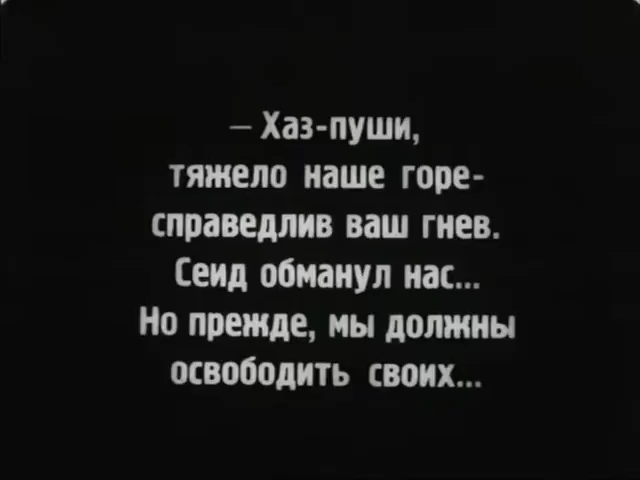 – Хаз-пуши,
тяжело наше горе-
справедлив ваш гнев.
Сеид обманул нас...
Но прежде, мы должны
освободить своих...